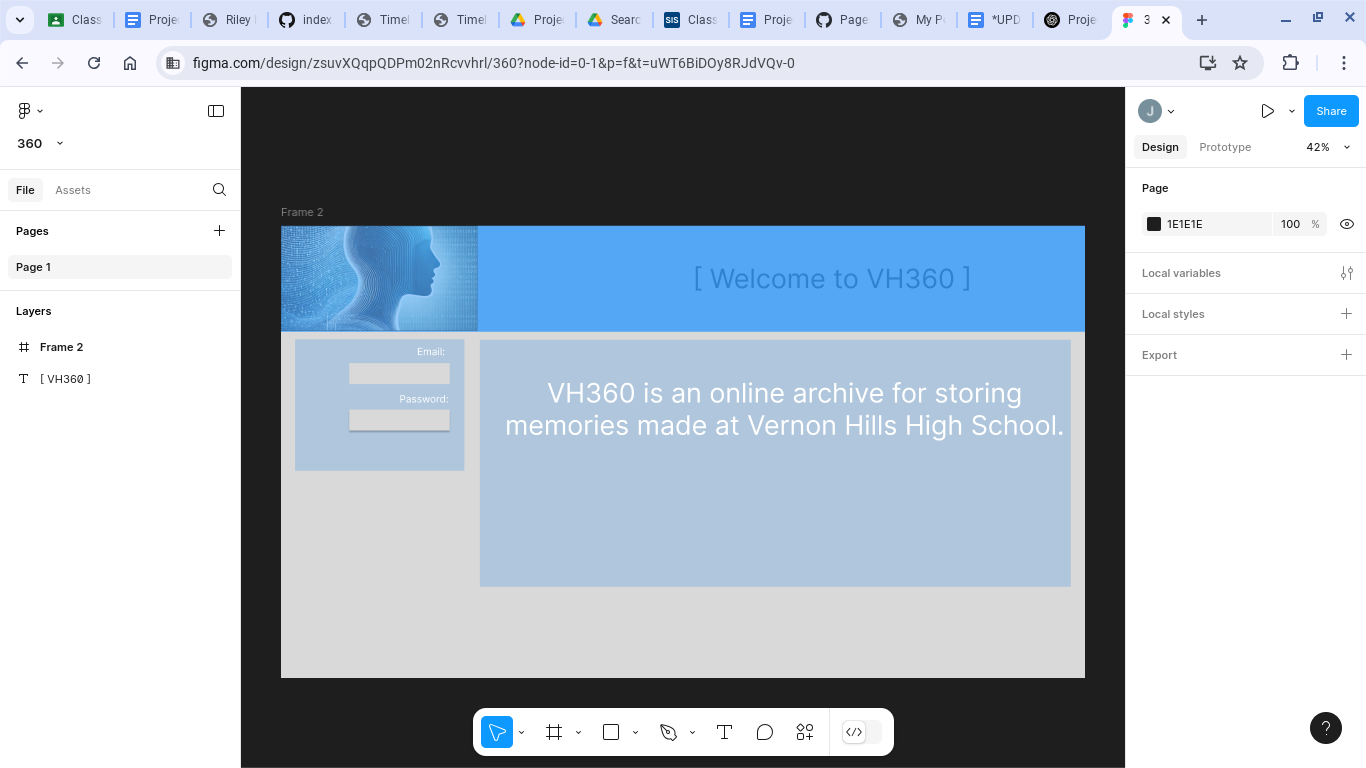 Class
Proje
Riley
index
Timel
Timel
Proje
Searc
SIS
Class
Proje
Page
My P
*UPD
Proje
3
figma.com/design/zsuvXQqpQDPm02nRcvvhrl/360?node-id=0-1&p=f&t=uWT6BiDOy8RJdVQv-0
360
File
Assets
Pages
Page 1
Layers
Frame 2
[ VH360 ]
Frame 2
[ Welcome to VH360 ]
Email:
Password:
VH360 is an online archive for storing
memories made at Vernon Hills High School.
J
Share
Design
Prototype
42%
Page
1E1E1E
100
%
Local variables
Local styles
Export
?